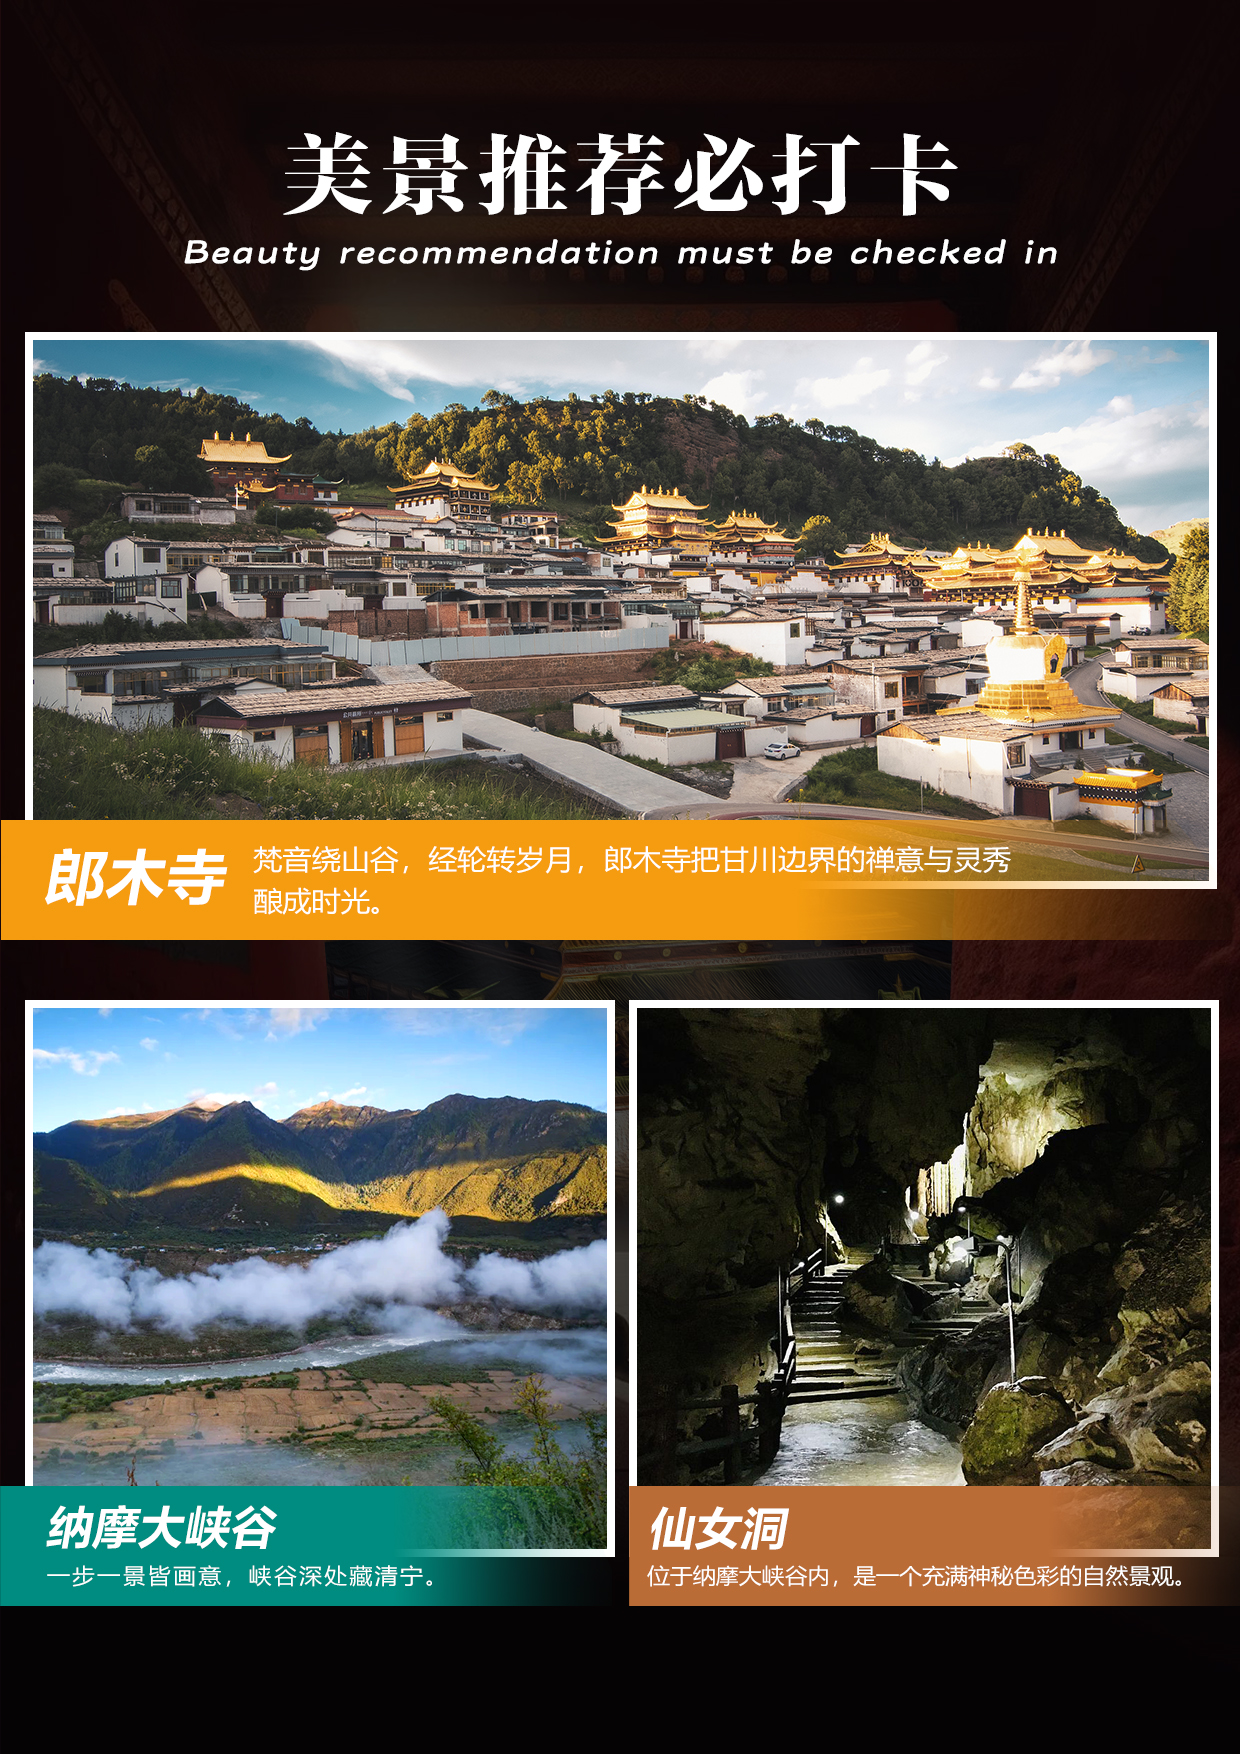 美景推荐必打卡
Beauty recommendation must be checked in
郎木寺
梵音绕山谷，经轮转岁月，郎木寺把甘川边界的禅意与灵秀
酿成时光。
纳摩大峡谷
一步一景皆画意，峡谷深处藏清宁。
仙女洞
位于纳摩大峡谷内，是一个充满神秘色彩的自然景观。